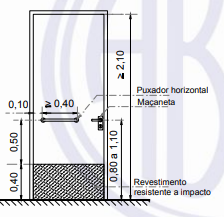 ≥ 2,10
Puxador horizontal
Maçaneta
0,10
≥ 0,40
0,50
0,40
0,80 a 1,10
Revestimento
resistente a impacto